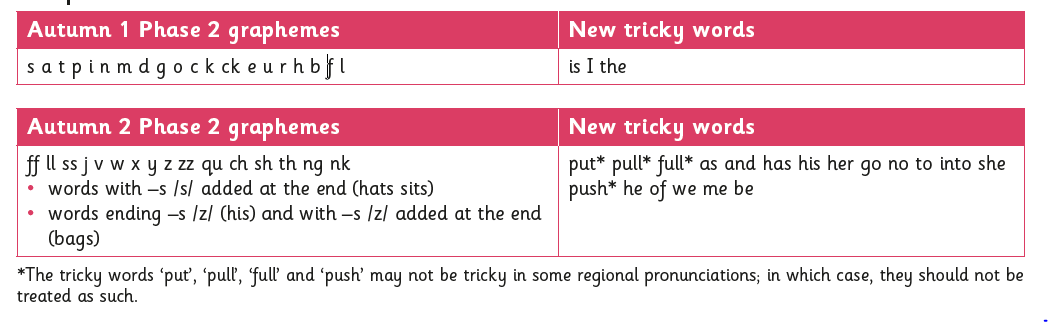 Autumn 1 Phase 2 graphemes New tricky words
s a t p i n m d g o c k ck e u r h b f l is I the
Autumn 2 Phase 2 graphemes New tricky words
ff ll ss j v w x y z zz qu ch sh th ng nk put* pull* full* as and has his her go no to into she
• words with –s /s/ added at the end (hats sits) push* he of we me be
• words ending –s /z/ (his) and with –s /z/ added at the end
(bags)
*The tricky words ‘put’, ‘pull’, ‘full’ and ‘push’ may not be tricky in some regional pronunciations; in which case, they should not be
treated as such.